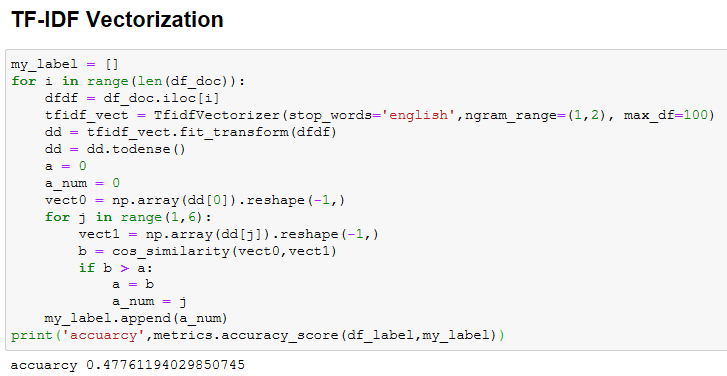 TF-IDF Vectorization
my_label = []
for i in range(len(df_doc)):
    dfdf = df_doc.iloc[i]
    tfidf_vect = TfidfVectorizer(stop_words='english',ngram_range=(1,2), max_df=100)
    dd = tfidf_vect.fit_transform(dfdf)
    dd = dd.todense()
    a = 0
    a_num = 0
    vect0 = np.array(dd[0]).reshape(-1,)
    for j in range(1,6):
        vect1 = np.array(dd[j]).reshape(-1,)
        b = cos_similarity(vect0,vect1)
        if b > a:
            a = b
            a_num = j
    my_label.append(a_num)
print('accuarcy',metrics.accuracy_score(df_label,my_label))
accuarcy 0.47761194029850745